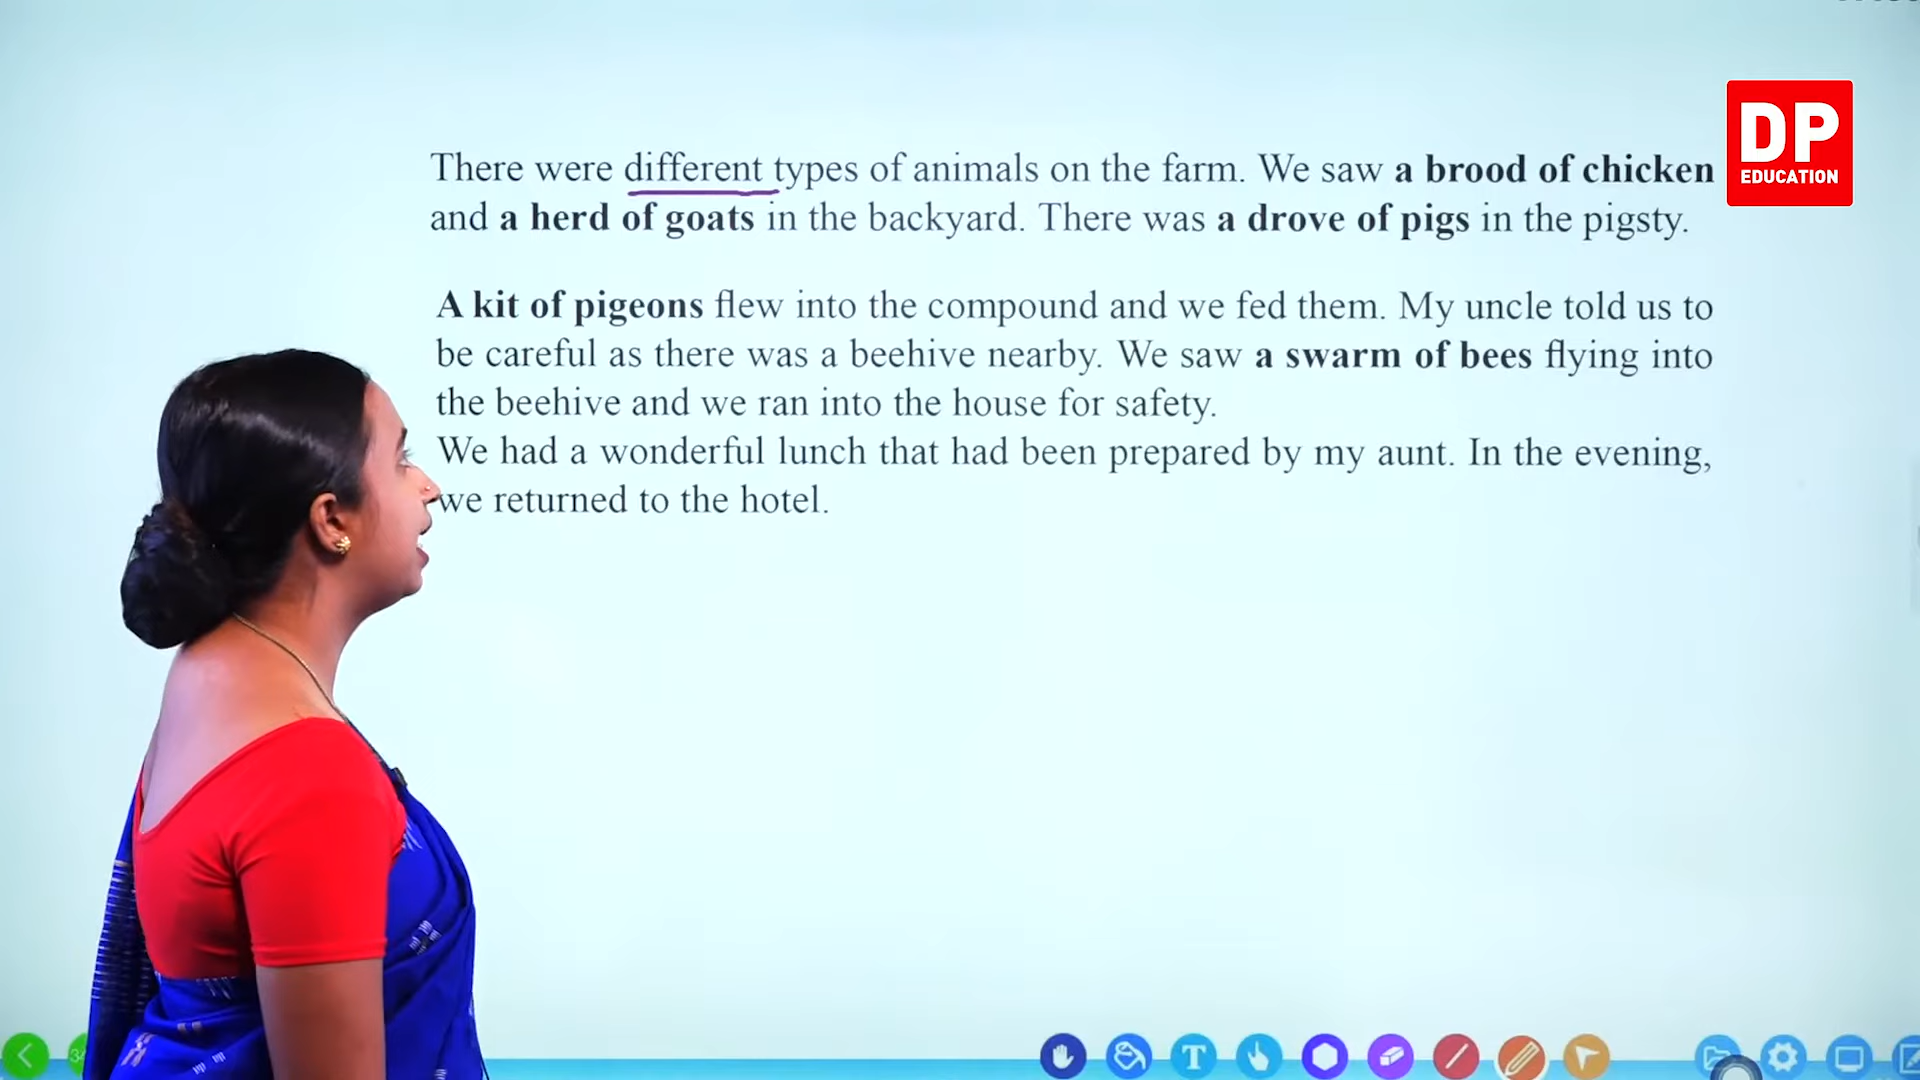 DP
EDUCATION
There were different types of animals on the farm. We saw a brood of chicken
and a herd of goats in the backyard. There was a drove of pigs in the pigsty.
A kit of pigeons flew into the compound and we fed them. My uncle told us to
be careful as there was a beehive nearby. We saw a swarm of bees flying into
the beehive and we ran into the house for safety.
We had a wonderful lunch that had been prepared by my aunt. In the evening,
we returned to the hotel.
T